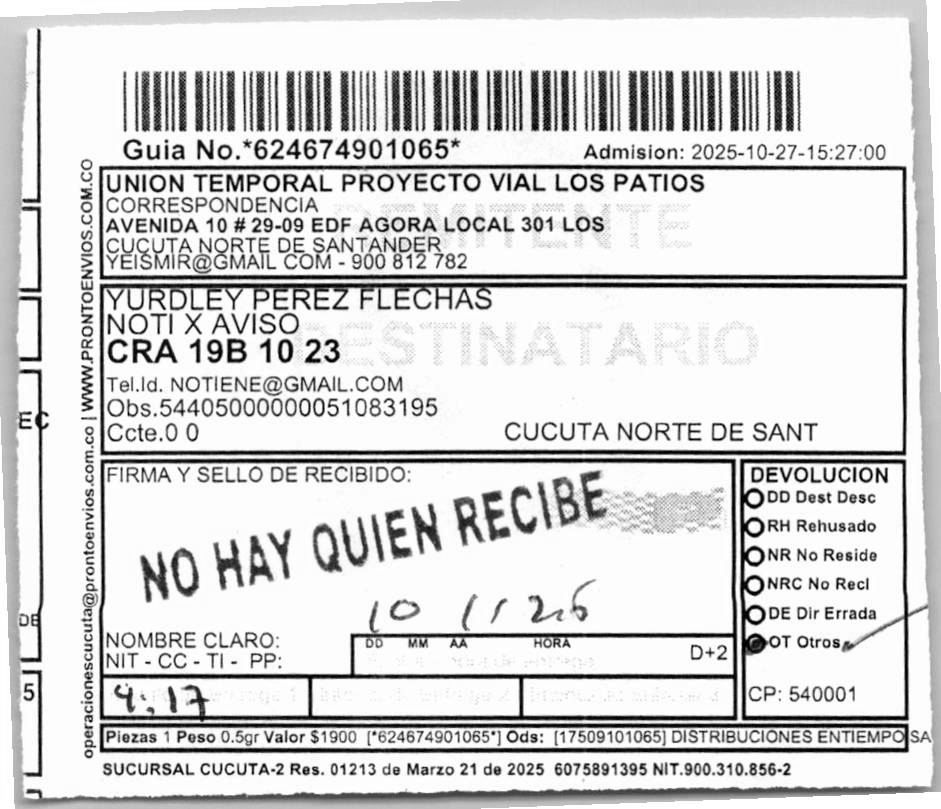 Guia No.*624674901065*
Admision: 2025-10-27-15:27:00
operacionescucuta@prontoenvios.com.co | WWW.PRONTOENVIOS.COM.CO
REMITENTE
UNION TEMPORAL PROYECTO VIAL LOS PATIOS
CORRESPONDENCIA
AVENIDA 10 # 29-09 EDF AGORA LOCAL 301 LOS
CUCUTA NORTE DE SANTANDER
YEISMIR@GMAIL COM - 900 812 782
DESTINATARIO
YURDLEY PEREZ FLECHAS
NOTI X AVISO
CRA 19B 10 23
Tel.Id. NOTIENE@GMAIL.COM
Obs.54405000000051083195
Ccte.0 0
CUCUTA NORTE DE SANT
EC
FIRMA Y SELLO DE RECIBIDO:
NO HAY QUIEN RECIBE
DEVOLUCION
DD Dest Desc
RH Rehusado
NR No Reside
NRC No Recl
DE Dir Errada
OT Otros
DE
NOMBRE CLARO:
NIT - CC - TI - PP:
DD MM AA HORA
D+2
CP: 540001
5
4:17
Piezas 1 Peso 0.5gr Valor $1900 [*624674901065*] Ods: [17509101065] DISTRIBUCIONES ENTIEMPO SA
SUCURSAL CUCUTA-2 Res. 01213 de Marzo 21 de 2025 6075891395 NIT.900.310.856-2